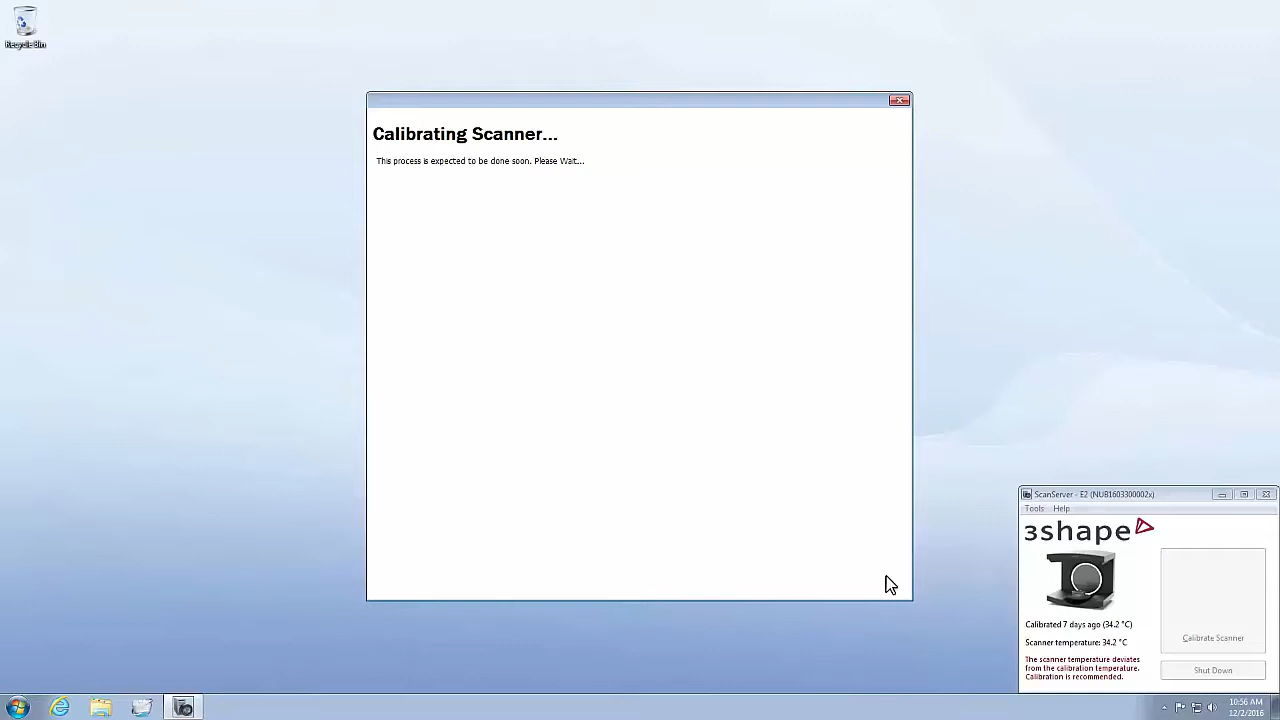 Recycle Bin
Calibrating Scanner...
This process is expected to be done soon. Please Wait...
ScanServer - E2 (NUB1603300002x)
Tools Help
3shape
Calibrated 7 days ago (34.2 °C)
Scanner temperature: 34.2 °C
The scanner temperature deviates
from the calibration temperature.
Calibration is recommended.
Calibrate Scanner
Shut Down
10:56 AM
12/2/2016